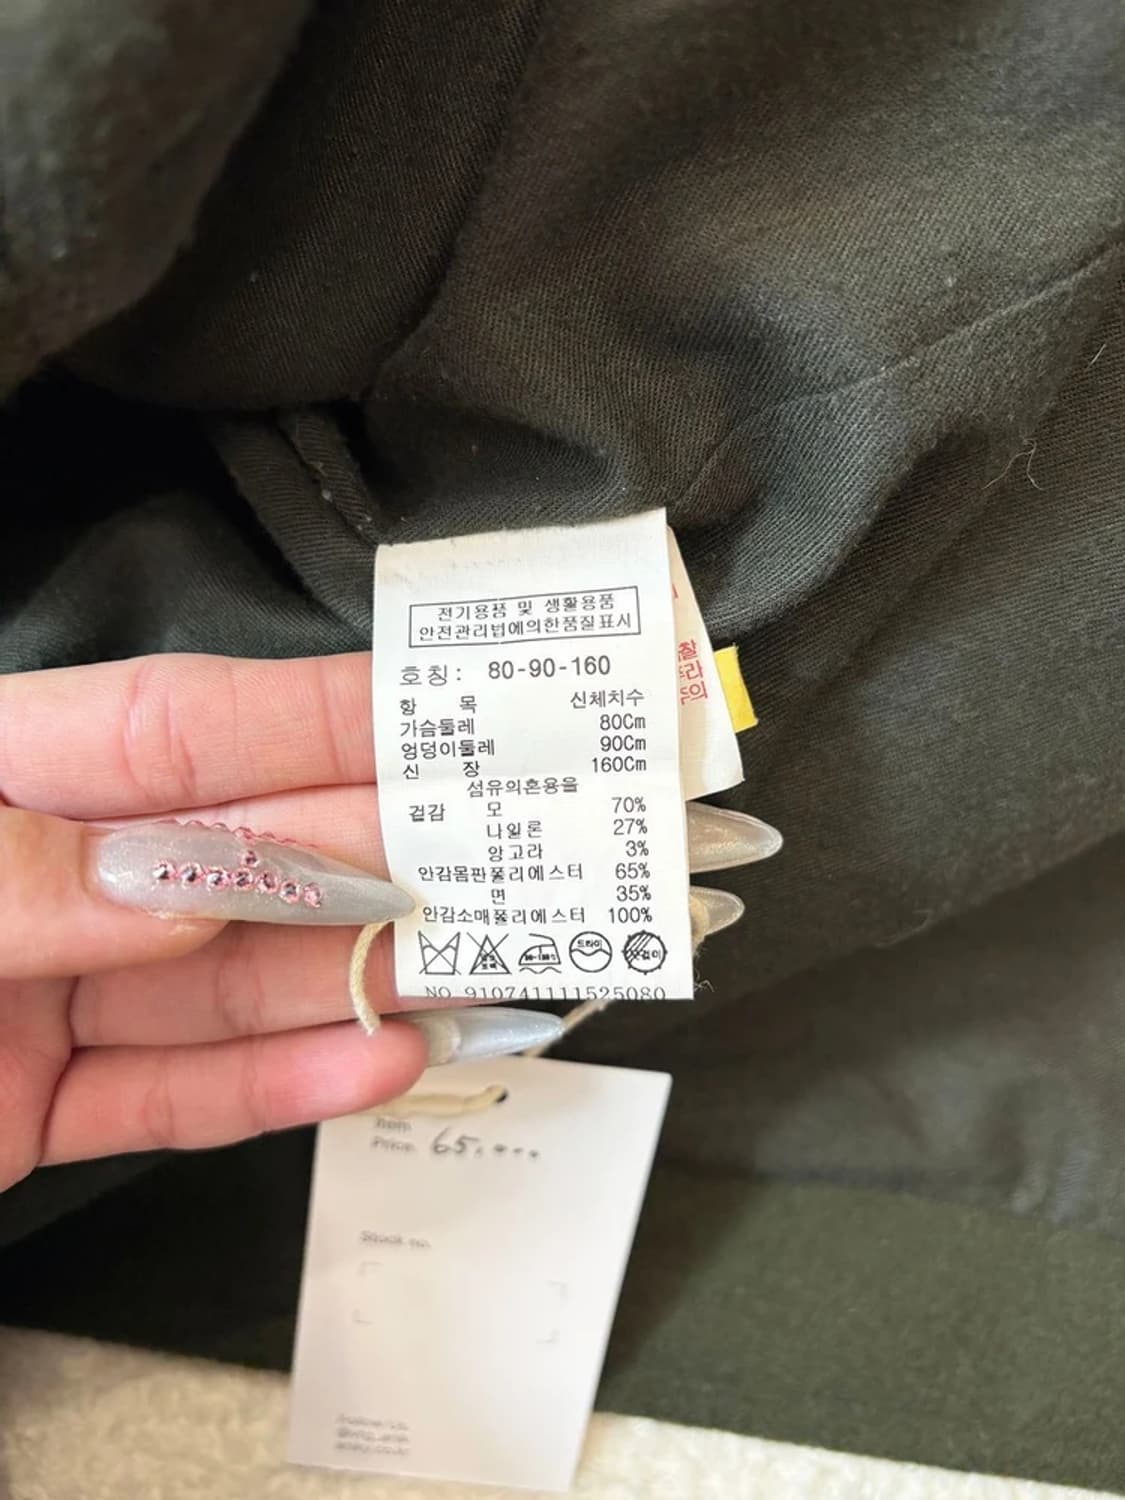 전기용품 및 생활용품
안전관리법에의한품질표시
호칭: 80-90-160
항 목 신체치수
가슴둘레 80Cm
엉덩이둘레 90Cm
신 장 160Cm
섬유의혼용율
겉감 모 70%
나일론 27%
앙고라 3%
안감몸판폴리에스터 65%
면 35%
안감소매폴리에스터 100%
드라이
NO 910741111525080
Item
Price 65,
Stock no.